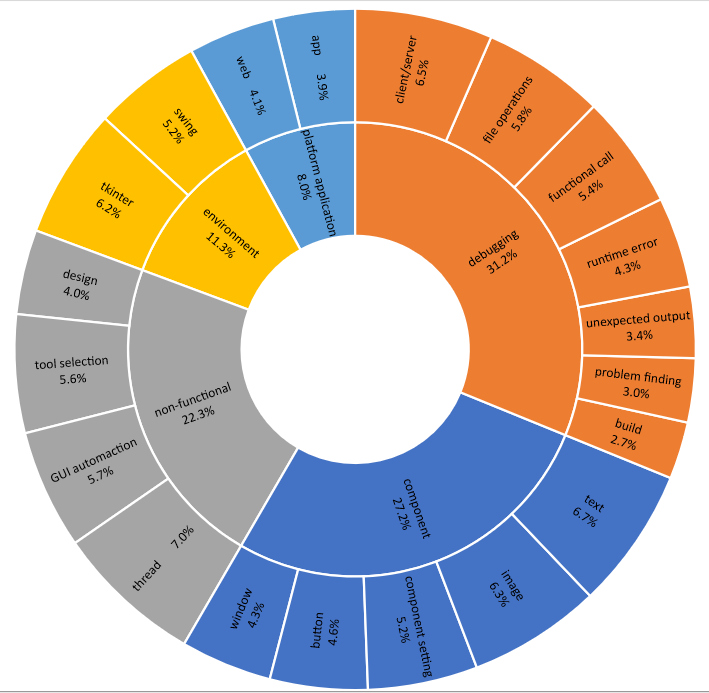 debugging
31.2%
client/server
6.5%
file operations
5.8%
functional call
5.4%
runtime error
4.3%
unexpected output
3.4%
problem finding
3.0%
build
2.7%
component
27.2%
text
6.7%
image
6.3%
component setting
5.2%
button
4.6%
window
4.3%
non-functional
22.3%
thread 7.0%
GUI automaction
5.7%
tool selection
5.6%
design
4.0%
environment
11.3%
tkinter
6.2%
swing
5.2%
platform application
8.0%
web 4.1%
app 3.9%